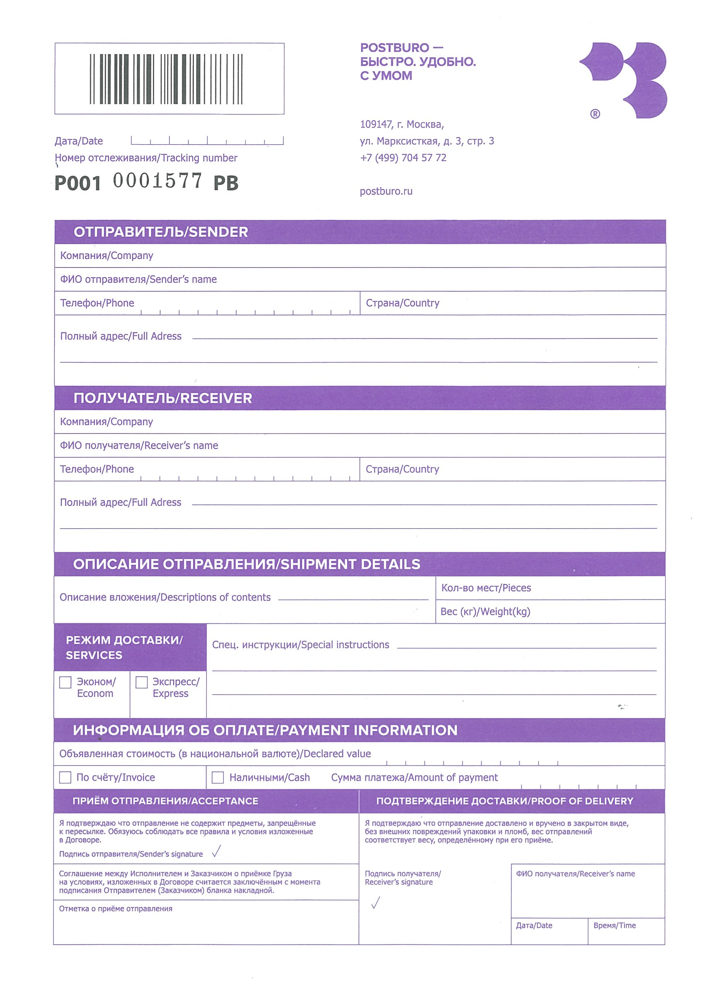 POSTBURO —
БЫСТРО. УДОБНО.
С УМОМ
®
109147, г. Москва,
ул. Марксисткая, д. 3, стр. 3
+7 (499) 704 57 72
postburo.ru
Дата/Date
Номер отслеживания/Tracking number
P001 0001577 PB
ОТПРАВИТЕЛЬ/SENDER
Компания/Company
ФИО отправителя/Sender's name
Телефон/Phone
Страна/Country
Полный адрес/Full Adress
ПОЛУЧАТЕЛЬ/RECEIVER
Компания/Company
ФИО получателя/Receiver's name
Телефон/Phone
Страна/Country
Полный адрес/Full Adress
ОПИСАНИЕ ОТПРАВЛЕНИЯ/SHIPMENT DETAILS
Описание вложения/Descriptions of contents
Кол-во мест/Pieces
Вес (кг)/Weight(kg)
РЕЖИМ ДОСТАВКИ/
SERVICES
Эконом/
Econom
Экспресс/
Express
Спец. инструкции/Special instructions
ИНФОРМАЦИЯ ОБ ОПЛАТЕ/PAYMENT INFORMATION
Объявленная стоимость (в национальной валюте)/Declared value
По счёту/Invoice
Наличными/Cash
Сумма платежа/Amount of payment
ПРИЁМ ОТПРАВЛЕНИЯ/ACCEPTANCE
Я подтверждаю что отправление не содержит предметы, запрещённые
к пересылке. Обязуюсь соблюдать все правила и условия изложенные
в Договоре.
Подпись отправителя/Sender's signature
Соглашение между Исполнителем и Заказчиком о приёмке Груза
на условиях, изложенных в Договоре считается заключённым с момента
подписания Отправителем (Заказчиком) бланка накладной.
Отметка о приёме отправления
ПОДТВЕРЖДЕНИЕ ДОСТАВКИ/PROOF OF DELIVERY
Я подтверждаю что отправление доставлено и вручено в закрытом виде,
без внешних повреждений упаковки и пломб, вес отправлений
соответствует весу, определённому при его приёме.
Подпись получателя/
Receiver's signature
ФИО получателя/Receiver's name
Дата/Date
Время/Time